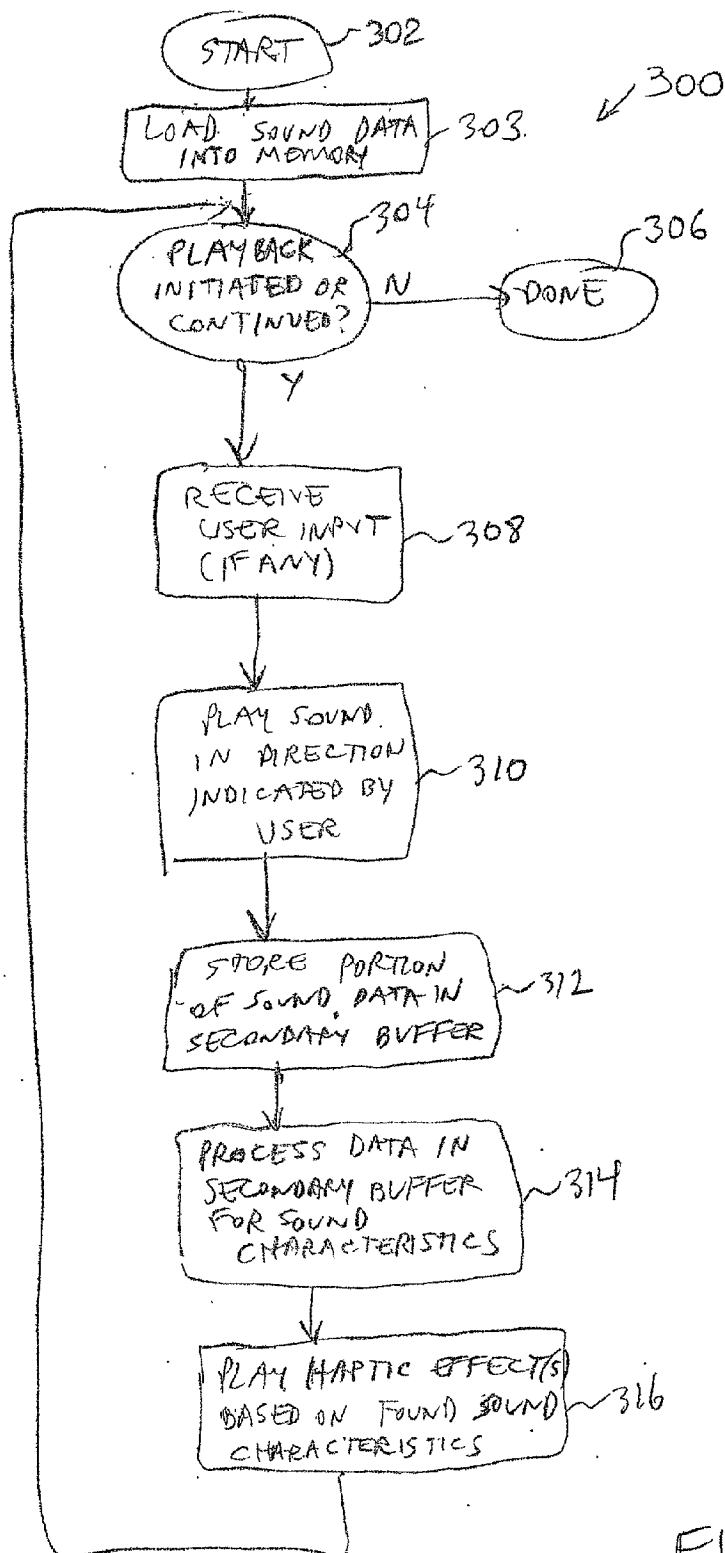 START
302
300
LOAD SOUND DATA
INTO MEMORY
303
304
PLAYBACK
INITIATED OR
CONTINUED?
N
306
DONE
Y
RECEIVE
USER INPUT
(IF ANY)
308
PLAY SOUND
IN DIRECTION
INDICATED BY
USER
310
STORE PORTION
OF SOUND DATA IN
SECONDARY BUFFER
312
PROCESS DATA IN
SECONDARY BUFFER
FOR SOUND
CHARACTERISTICS
314
PLAY HAPTIC EFFECT(S)
BASED ON FOUND SOUND
CHARACTERISTICS
316